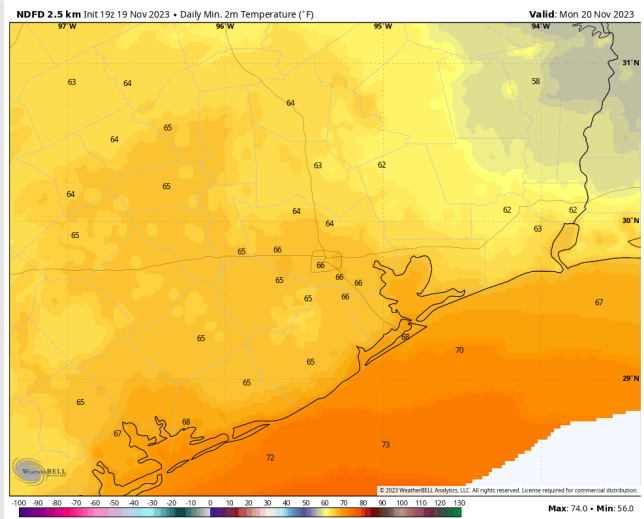 NDFD 2.5 km Init 19z 19 Nov 2023 • Daily Min. 2m Temperature (°F)
Valid: Mon 20 Nov 2023
97°W 96°W 95°W 94°W
31°N
63 64 58
64
65
64
63 62
65
64
64 62 62
64 63
30°N
65
65 66
66
66
65 66
65 66
67
68
65
70
65
29°N
65
65
68
67
73
72
WEATHERBELL
© 2023 WeatherBELL Analytics, LLC. All rights reserved. License required for commercial distribution.
-100 -90 -80 -70 -60 -50 -40 -30 -20 -10 0 10 20 30 40 50 60 70 80 90 100 110 120 130
Max: 74.0 • Min: 56.0